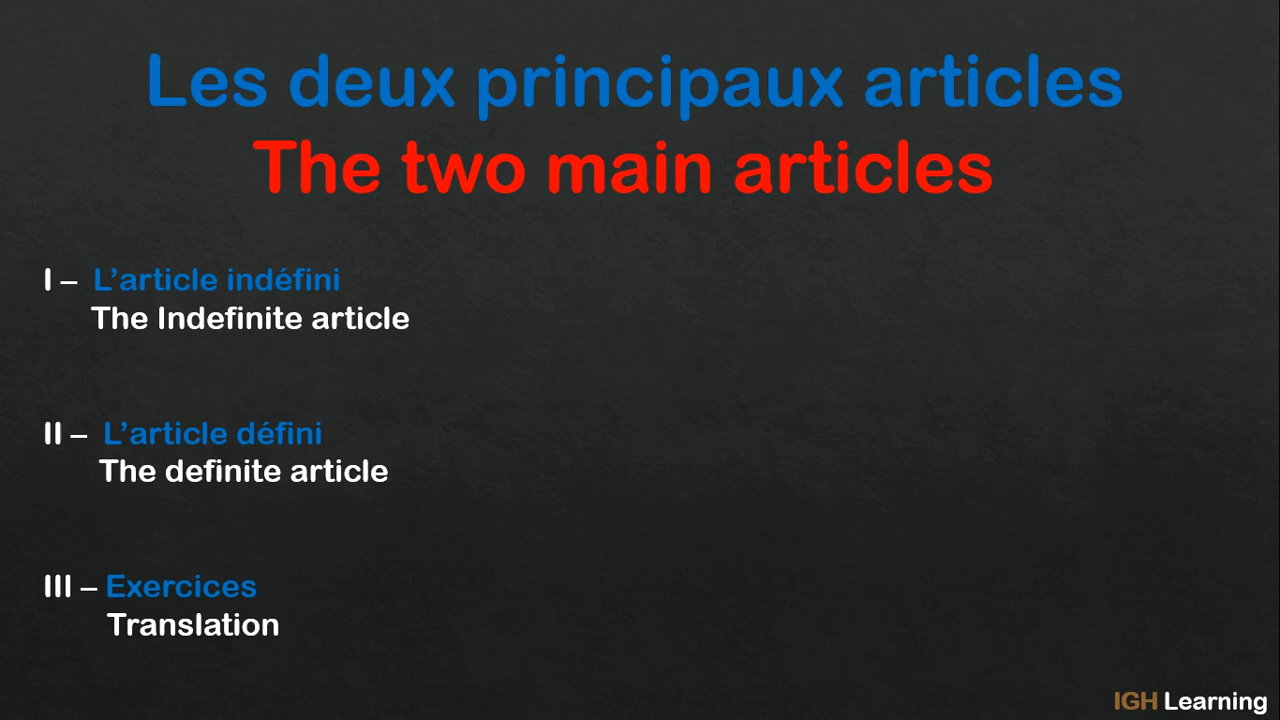 Les deux principaux articles
The two main articles
I – L’article indéfini
The Indefinite article
II – L’article défini
The definite article
III – Exercices
Translation
IGH Learning